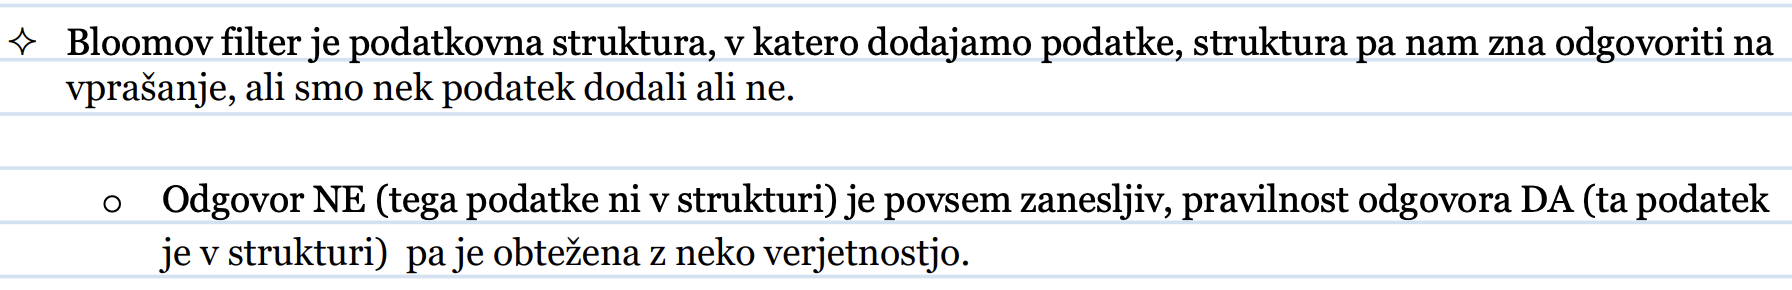 ✧ Bloomov filter je podatkovna struktura, v katero dodajamo podatke, struktura pa nam zna odgovoriti na
vprašanje, ali smo nek podatek dodali ali ne.
o Odgovor NE (tega podatke ni v strukturi) je povsem zanesljiv, pravilnost odgovora DA (ta podatek
je v strukturi) pa je obtežena z neko verjetnostjo.